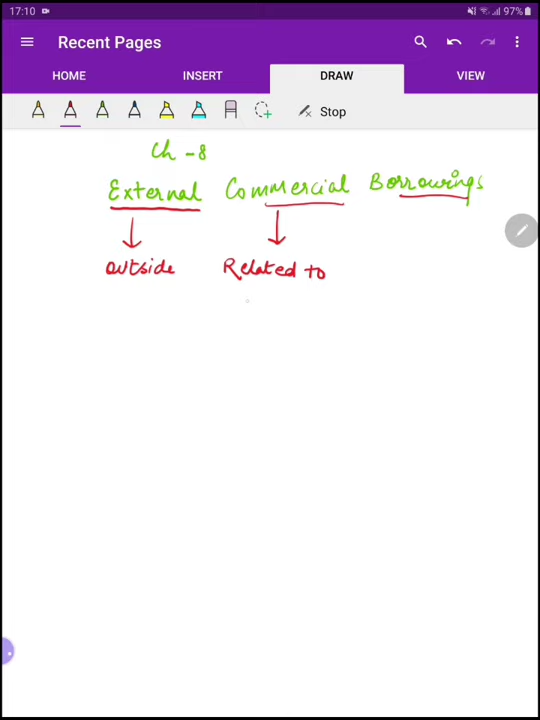 17:10 97%
Recent Pages
HOME INSERT DRAW VIEW
Stop
Ch - 8
External Commercial Borrowings
outside Related to